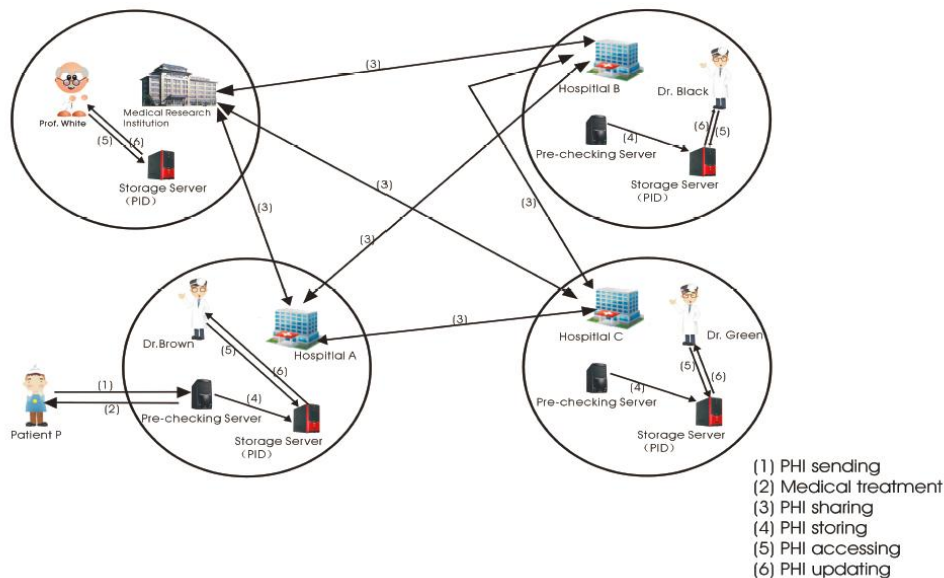 Prof. White
Medical Research
Institution
(5)
(6)
Storage Server
(PID)
(3)
Hospitial B
Dr. Black
(6)
(5)
(4)
Pre-checking Server
Storage Server
(PID)
(3)
(3)
(3)
(3)
Dr.Brown
Hospitial A
(5)
(6)
(1)
(2)
(4)
Patient P
Pre-checking Server
Storage Server
(PID)
(3)
Hospitial C
Dr. Green
(5)
(6)
(4)
Pre-checking Server
Storage Server
(PID)
(1) PHI sending
(2) Medical treatment
(3) PHI sharing
(4) PHI storing
(5) PHI accessing
(6) PHI updating